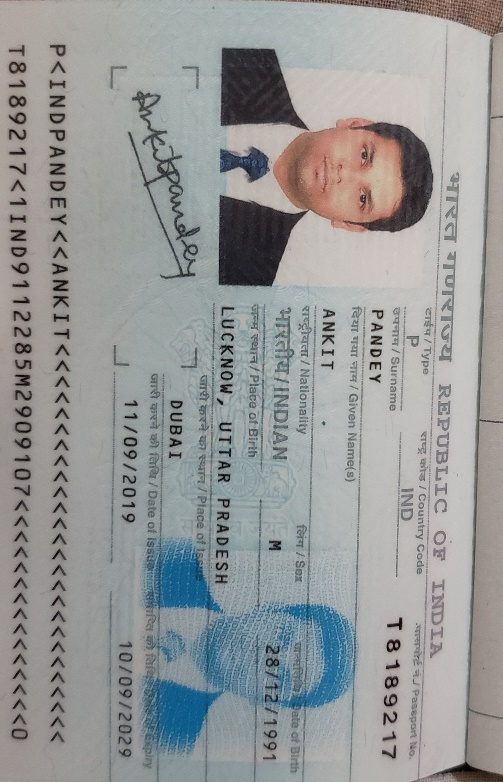 भारत गणराज्य REPUBLIC OF INDIA
टाईप / Type
राष्ट्र कोड / Country Code
पासपोर्ट नं. / Passport No.
P
IND
T8189217
उपनाम / Surname
PANDEY
दिया गया नाम / Given Name(s)
ANKIT
राष्ट्रीयता / Nationality
लिंग / Sex
Date of Birth
भारतीय / INDIAN
M
28/12/1991
जन्म स्थान / Place of Birth
LUCKNOW, UTTAR PRADESH
जारी करने का स्थान / Place of Issue
DUBAI
जारी करने की तिथि / Date of Issue
समाप्ति की तिथि / Date of Expiry
11/09/2019
10/09/2029
Ankitpandey
P<INDPANDEY<<ANKIT<<<<<<<<<<<<<<<<<<<<<<<<<<
T8189217<1IND9112285M2909107<<<<<<<<<<<<<<<0